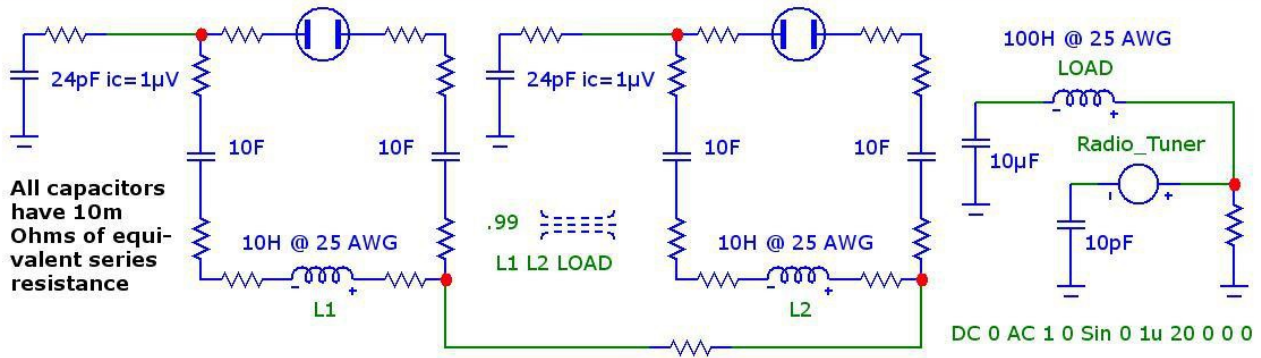 24pF ic=1µV
10F
10F
All capacitors
have 10m
Ohms of equi-
valent series
resistance
10H @ 25 AWG
-
+
L1
24pF ic=1µV
10F
10F
.99
L1 L2 LOAD
10H @ 25 AWG
-
+
L2
100H @ 25 AWG
LOAD
-
+
10µF
Radio_Tuner
-
+
10pF
DC 0 AC 1 0 Sin 0 1u 20 0 0 0